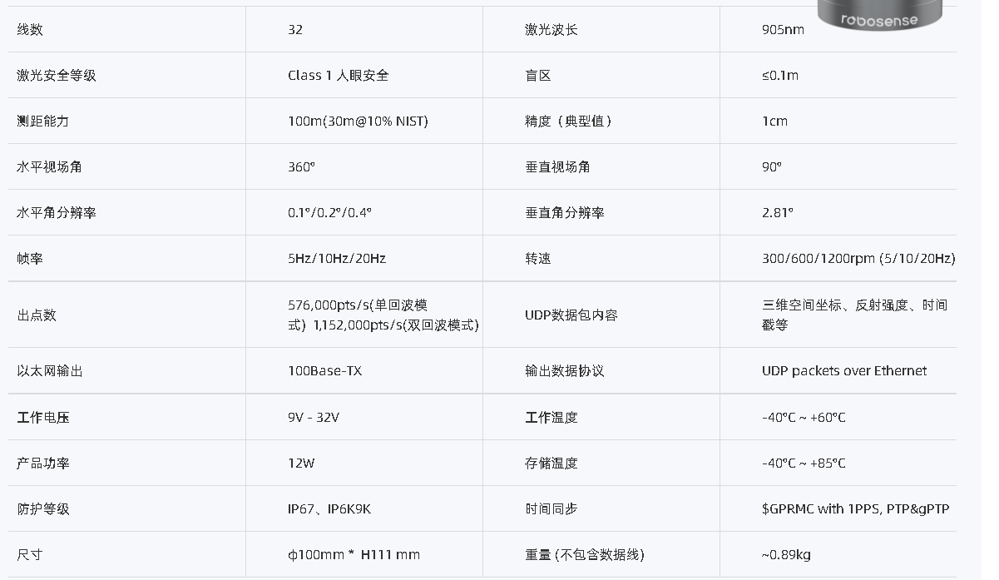 robosense
线数 32 激光波长 905nm
激光安全等级 Class 1 人眼安全 盲区 ≤0.1m
测距能力 100m(30m@10% NIST) 精度（典型值） 1cm
水平视场角 360° 垂直视场角 90°
水平角分辨率 0.1°/0.2°/0.4° 垂直角分辨率 2.81°
帧率 5Hz/10Hz/20Hz 转速 300/600/1200rpm (5/10/20Hz)
出点数 576,000pts/s(单回波模
式) 1,152,000pts/s(双回波模式) UDP数据包内容 三维空间坐标、反射强度、时间
戳等
以太网输出 100Base-TX 输出数据协议 UDP packets over Ethernet
工作电压 9V - 32V 工作温度 -40℃ ~ +60℃
产品功率 12W 存储温度 -40℃ ~ +85℃
防护等级 IP67、IP6K9K 时间同步 $GPRMC with 1PPS, PTP&gPTP
尺寸 φ100mm * H111 mm 重量 (不包含数据线) ~0.89kg